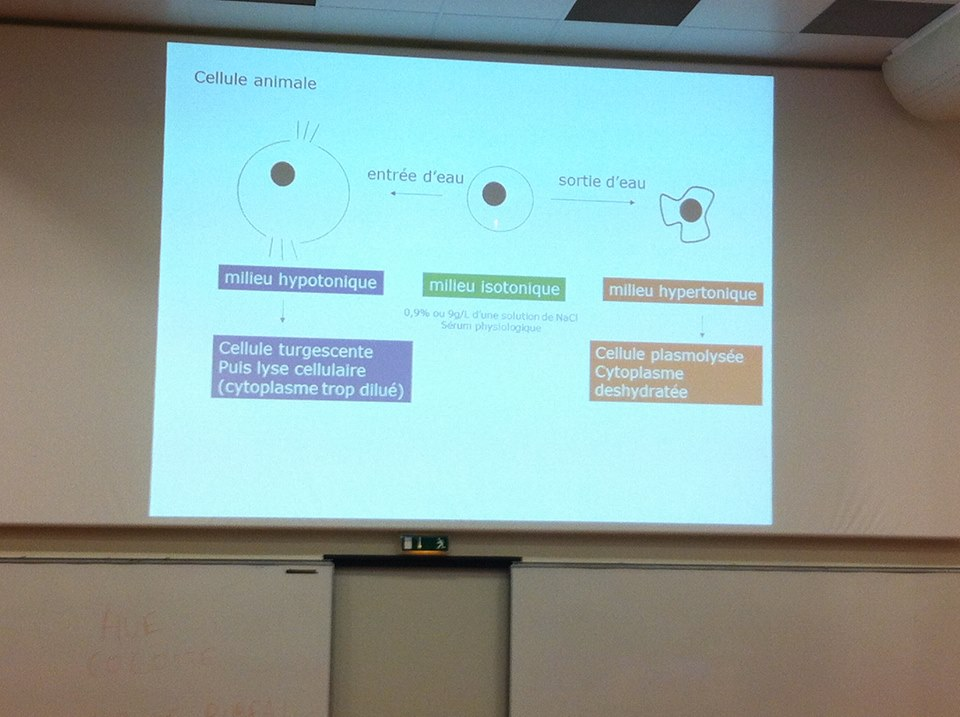 Cellule animale
entrée d'eau
sortie d'eau
milieu hypotonique
milieu isotonique
milieu hypertonique
0,9% ou 9g/L d'une solution de NaCl
Sérum physiologique
Cellule turgescente
Puis lyse cellulaire
(cytoplasme trop dilué)
Cellule plasmolysée
Cytoplasme
deshydratée
HUE